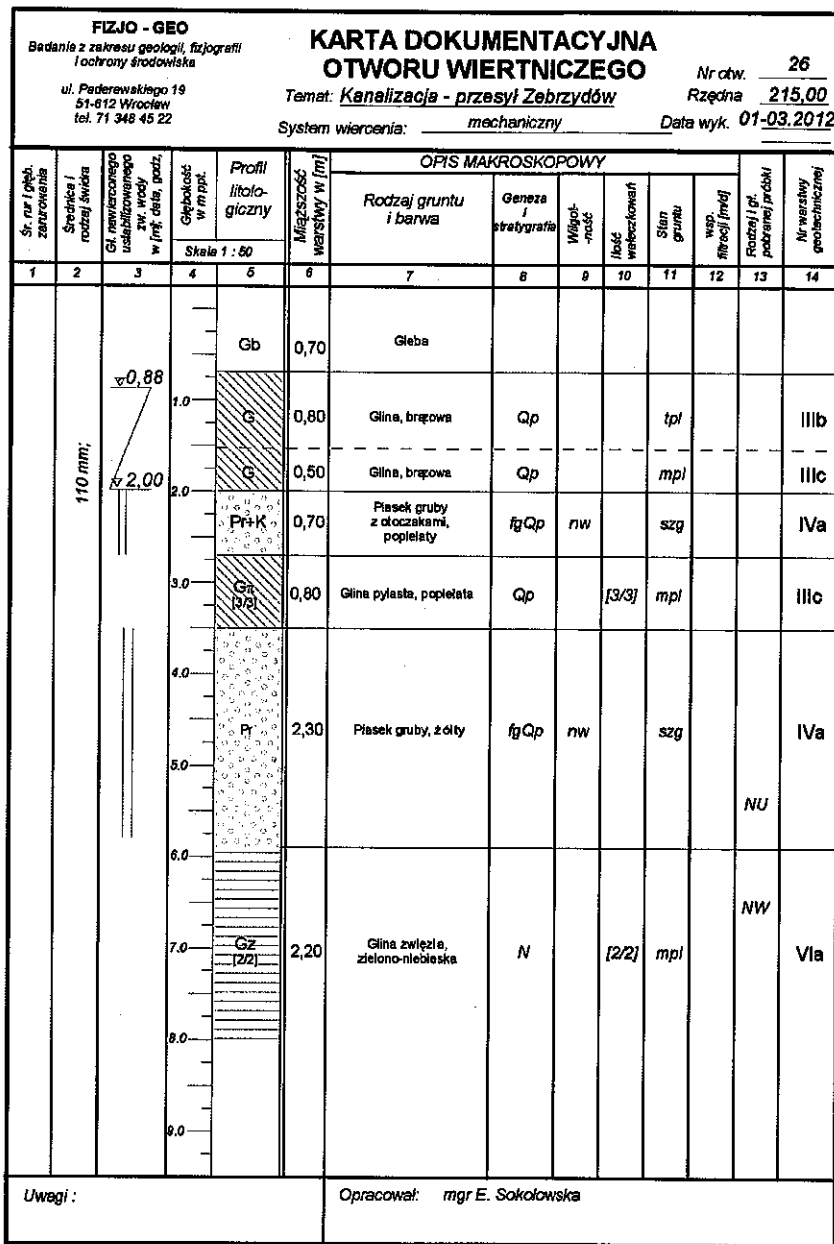 FIZJO - GEO
Badania z zakresu geologii, fizjografii
i ochrony środowiska
ul. Paderewskiego 19
51-612 Wrocław
tel. 71 348 45 22
KARTA DOKUMENTACYJNA
OTWORU WIERTNICZEGO
Temat: Kanalizacja - przesył Zebrzydów
System wiercenia: mechaniczny
Nr otw. 26
Rzędna 215,00
Data wyk. 01-03.2012
Śr. rur i głęb. zarurowania
Średnica i rodzaj świdra
Gł. nawierconego ustabilizowanego zw. wody w [m], data, godz.
Głębokość w m ppt.
Profil litolo-giczny
Skala 1 : 50
Miąższość warstwy w [m]
OPIS MAKROSKOPOWY
Rodzaj gruntu i barwa
Geneza i stratygrafia
Wilgot-ność
Ilość wałeczkowań
Stan gruntu
wsp. filtracji [m/d]
Rodzaj i gł. pobranej próbki
Nr warstwy geotechnicznej
1 2 3 4 5 6 7 8 9 10 11 12 13 14
Gb 0,70 Gleba
0,88
1.0 G 0,80 Glina, brązowa Qp tpl IIIb
110 mm;
2,00 G 0,50 Glina, brązowa Qp mpl IIIc
2.0
Pr+K 0,70 Piasek gruby z otoczakami, popielaty fgQp nw szg IVa
3.0 Gπ [3/3] 0,80 Glina pylasta, popielata Qp [3/3] mpl IIIc
4.0
Pr 2,30 Piasek gruby, żółty fgQp nw szg IVa
5.0
NU
6.0
NW
7.0 Gz [2/2] 2,20 Glina zwięzła, zielono-niebieska N [2/2] mpl VIa
8.0
9.0
Uwagi :
Opracował: mgr E. Sokołowska